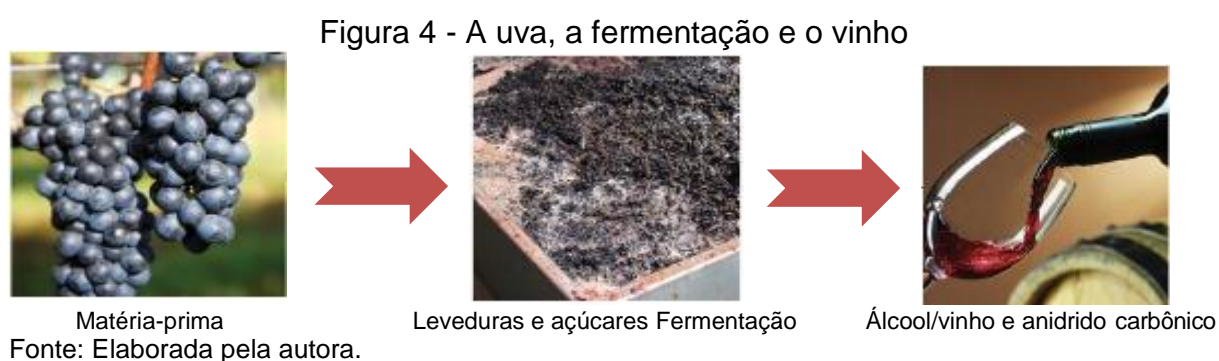 Figura 4 - A uva, a fermentação e o vinho
Matéria-prima
Leveduras e açúcares Fermentação
Álcool/vinho e anidrido carbônico
Fonte: Elaborada pela autora.